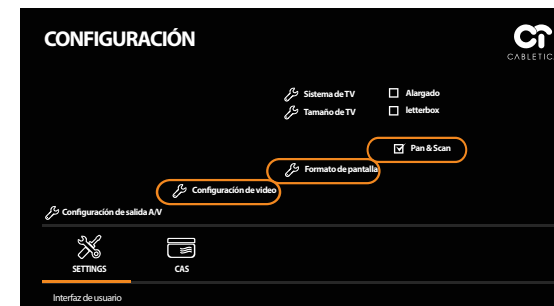 CONFIGURACIÓN
CABLETICA
Sistema de TV
Alargado
Tamaño de TV
letterbox
Pan & Scan
Formato de pantalla
Configuración de video
Configuración de salida A/V
SETTINGS
CAS
Interfaz de usuario